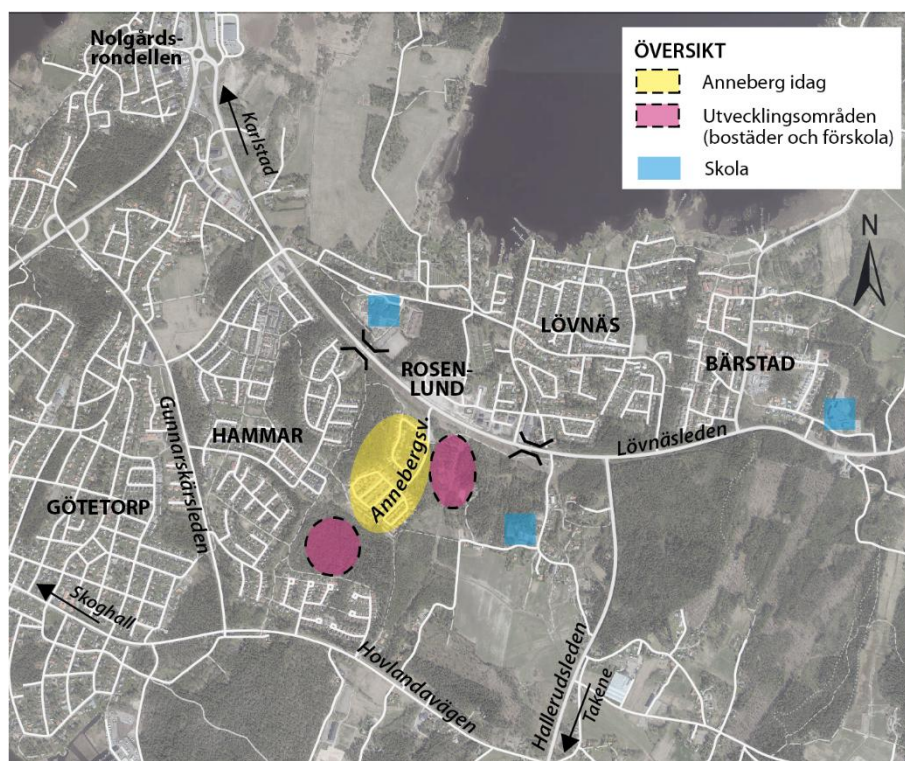 Nolgårds-
rondellen
Karlstad
ÖVERSIKT
Anneberg idag
Utvecklingsområden
(bostäder och förskola)
Skola
N
LÖVNÄS
BÄRSTAD
ROSEN-
LUND
Gunnarskärsleden
HAMMAR
Annebergsv.
Lövnäsleden
GÖTETORP
Skoghall
Hovlandavägen
Hallerudsleden
Takene